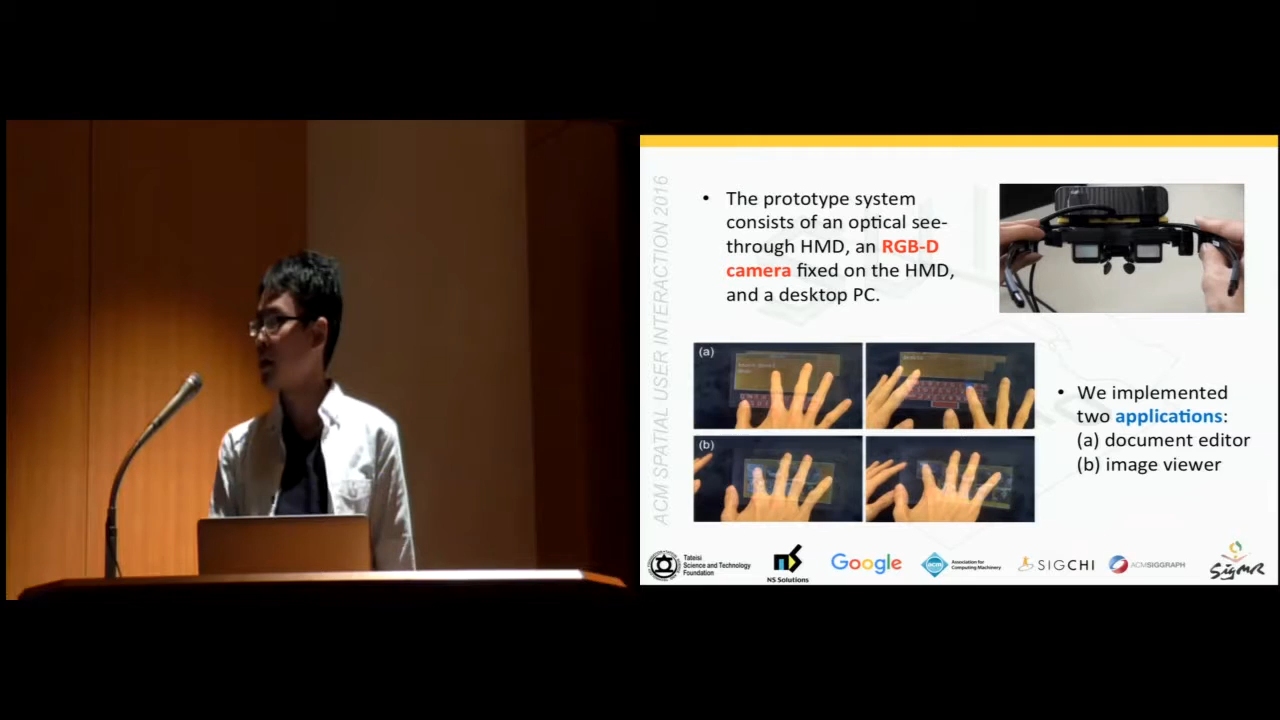 ACM SPATIAL USER INTERACTION 2016
• The prototype system
consists of an optical see-
through HMD, an RGB-D
camera fixed on the HMD,
and a desktop PC.
(a)
(b)
• We implemented
two applications:
(a) document editor
(b) image viewer
Tateisi
Science and Technology
Foundation
NS Solutions
Google
acm
Association for
Computing Machinery
SIGCHI
ACMSIGGRAPH
SigMR